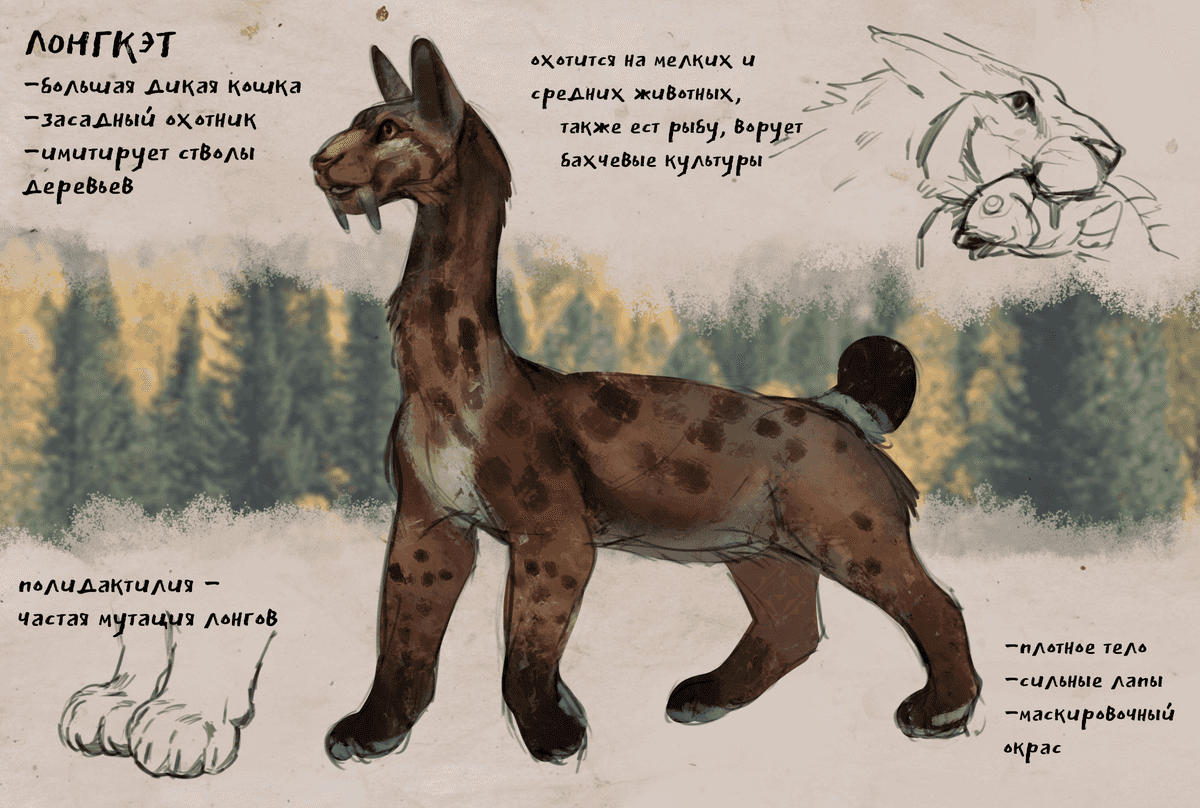 ЛОНГКЭТ
-большая дикая кошка
-засадный охотник
-имитирует стволы
деревьев
охотится на мелких и
средних животных,
также ест рыбу, ворует
бахчевые культуры
полидактилия -
частая мутация лонгов
-плотное тело
-сильные лапы
-маскировочный
окрас